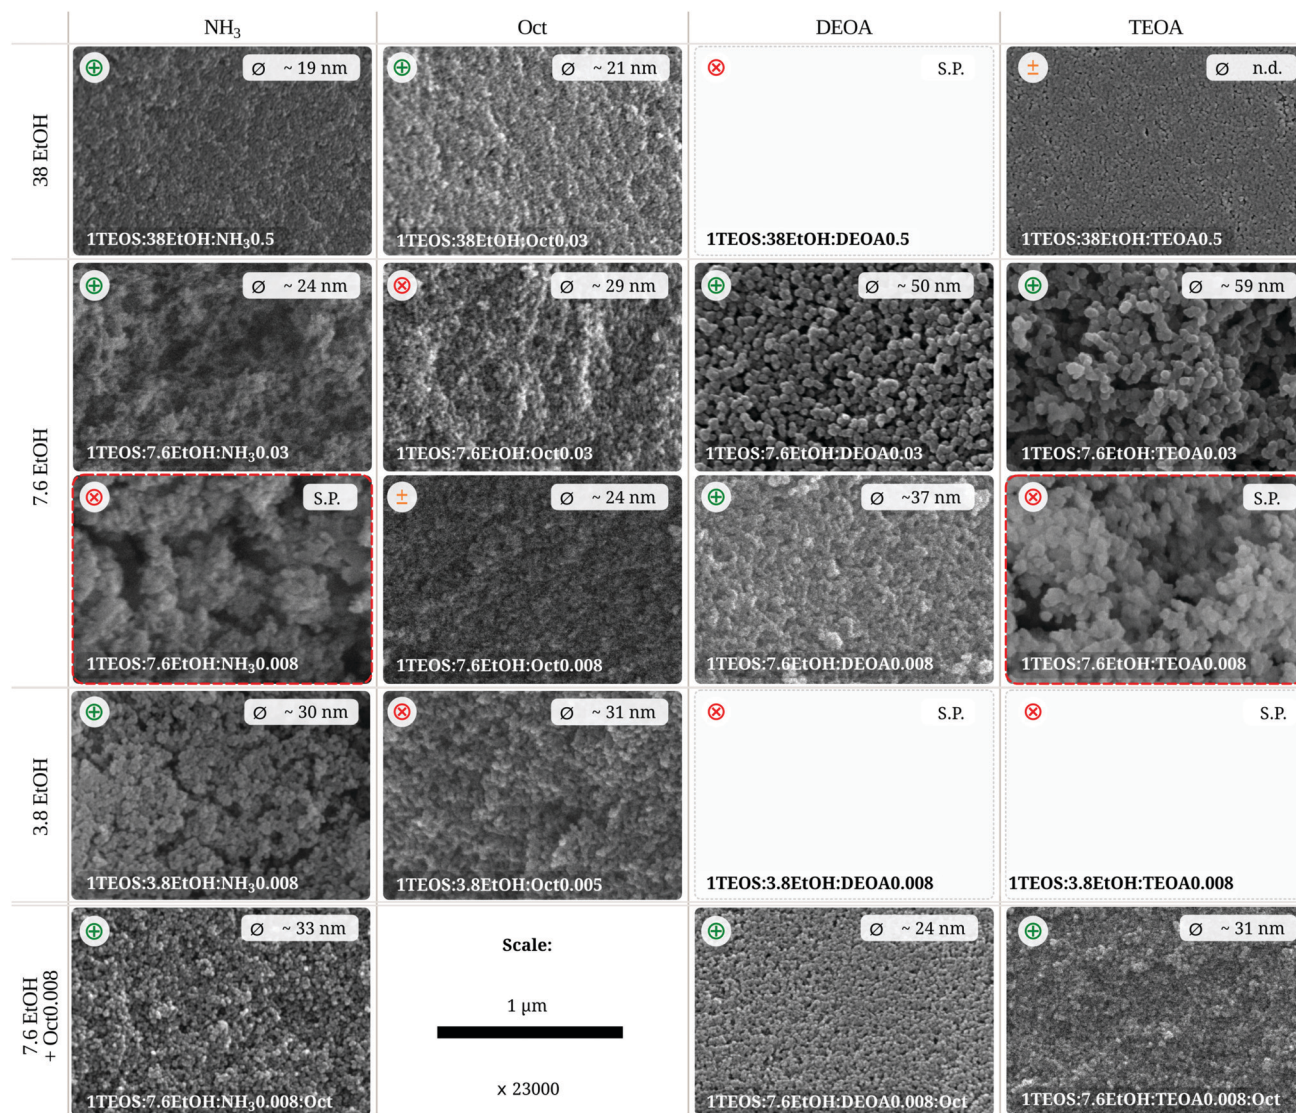 NH₃ Oct DEOA TEOA
38 EtOH
⊕ Ø ~ 19 nm
1TEOS:38EtOH:NH₃0.5
⊕ Ø ~ 21 nm
1TEOS:38EtOH:Oct0.03
⊗ S.P.
1TEOS:38EtOH:DEOA0.5
± Ø n.d.
1TEOS:38EtOH:TEOA0.5
7.6 EtOH
⊕ Ø ~ 24 nm
1TEOS:7.6EtOH:NH₃0.03
⊗ Ø ~ 29 nm
1TEOS:7.6EtOH:Oct0.03
⊕ Ø ~ 50 nm
1TEOS:7.6EtOH:DEOA0.03
⊕ Ø ~ 59 nm
1TEOS:7.6EtOH:TEOA0.03
⊗ S.P.
1TEOS:7.6EtOH:NH₃0.008
± Ø ~ 24 nm
1TEOS:7.6EtOH:Oct0.008
⊕ Ø ~37 nm
1TEOS:7.6EtOH:DEOA0.008
⊗ S.P.
1TEOS:7.6EtOH:TEOA0.008
3.8 EtOH
⊕ Ø ~ 30 nm
1TEOS:3.8EtOH:NH₃0.008
⊗ Ø ~ 31 nm
1TEOS:3.8EtOH:Oct0.005
⊗ S.P.
1TEOS:3.8EtOH:DEOA0.008
⊗ S.P.
1TEOS:3.8EtOH:TEOA0.008
7.6 EtOH
+ Oct0.008
⊕ Ø ~ 33 nm
1TEOS:7.6EtOH:NH₃0.008:Oct
Scale:
1 µm
x 23000
⊕ Ø ~ 24 nm
1TEOS:7.6EtOH:DEOA0.008:Oct
⊕ Ø ~ 31 nm
1TEOS:7.6EtOH:TEOA0.008:Oct